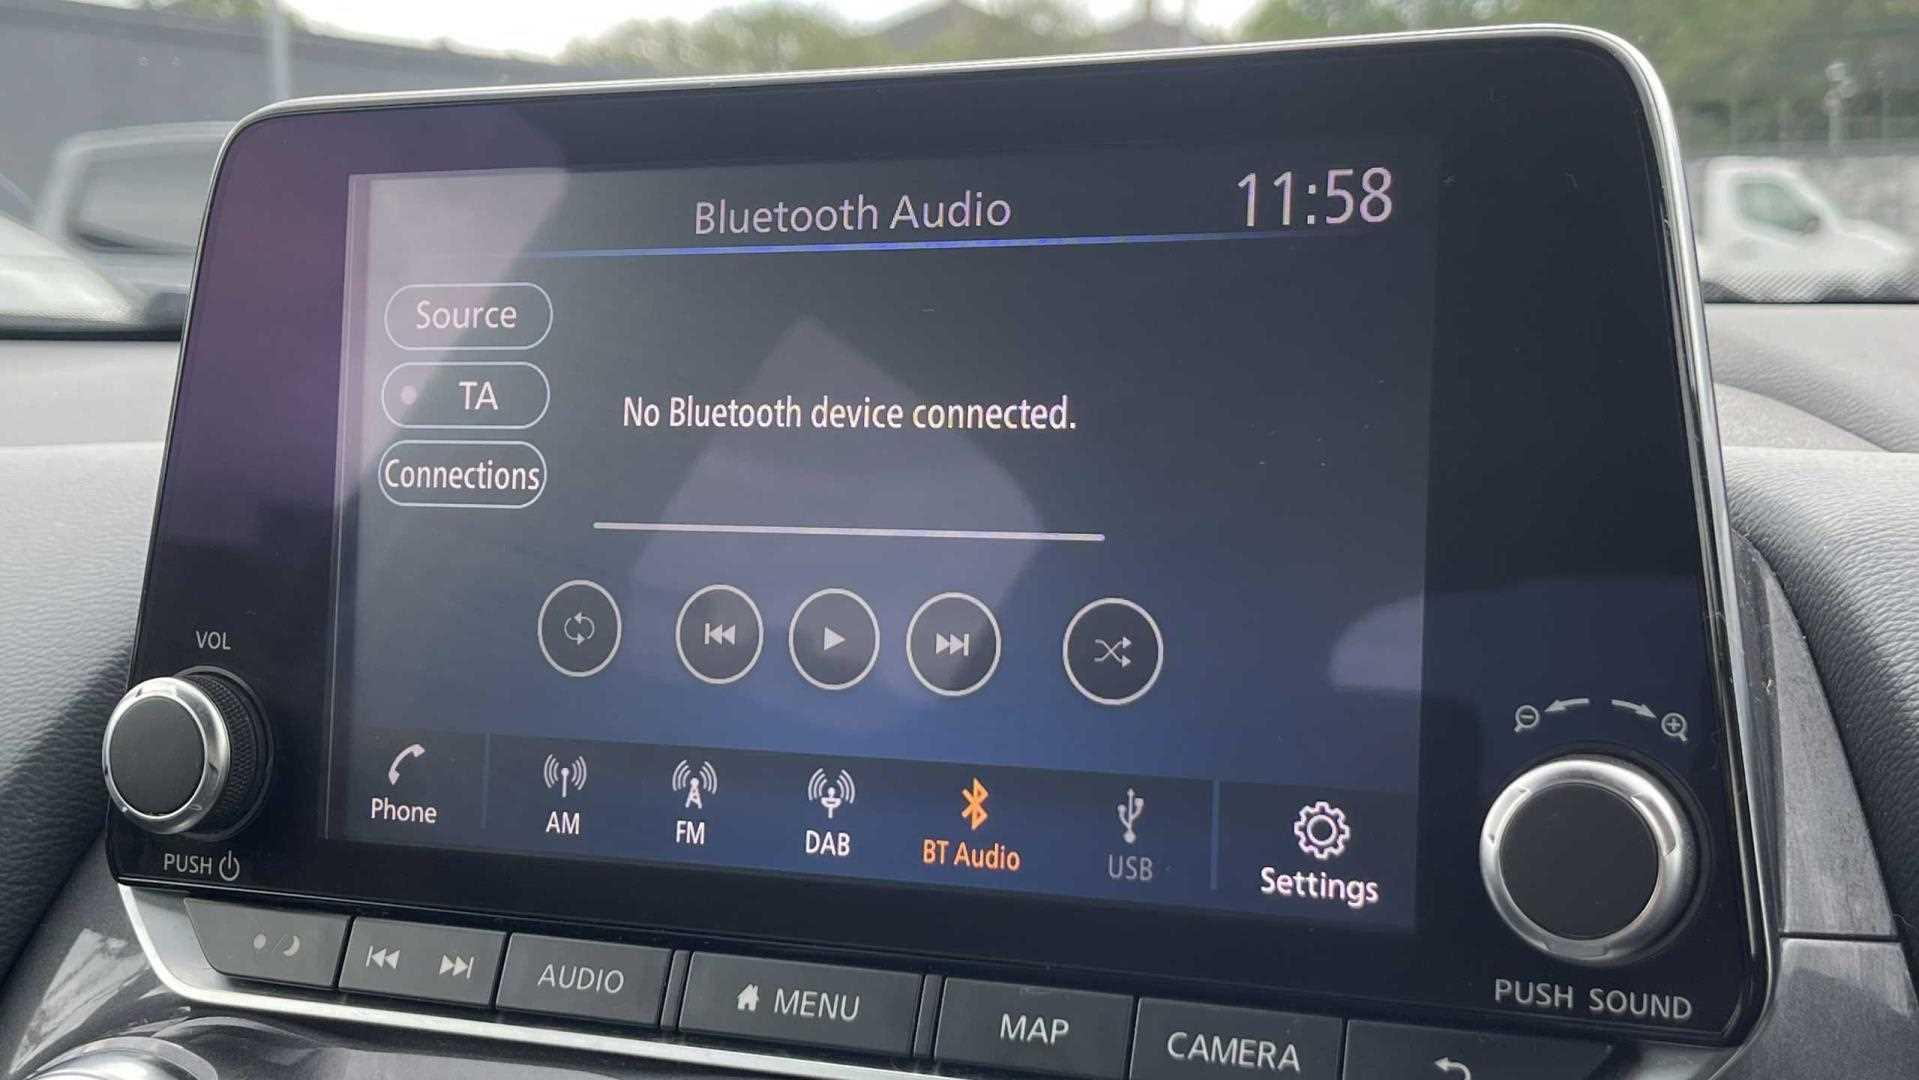 Bluetooth Audio
11:58
Source
TA
Connections
No Bluetooth device connected.
VOL
PUSH
Phone
AM
FM
DAB
BT Audio
USB
Settings
PUSH SOUND
AUDIO
MENU
MAP
CAMERA